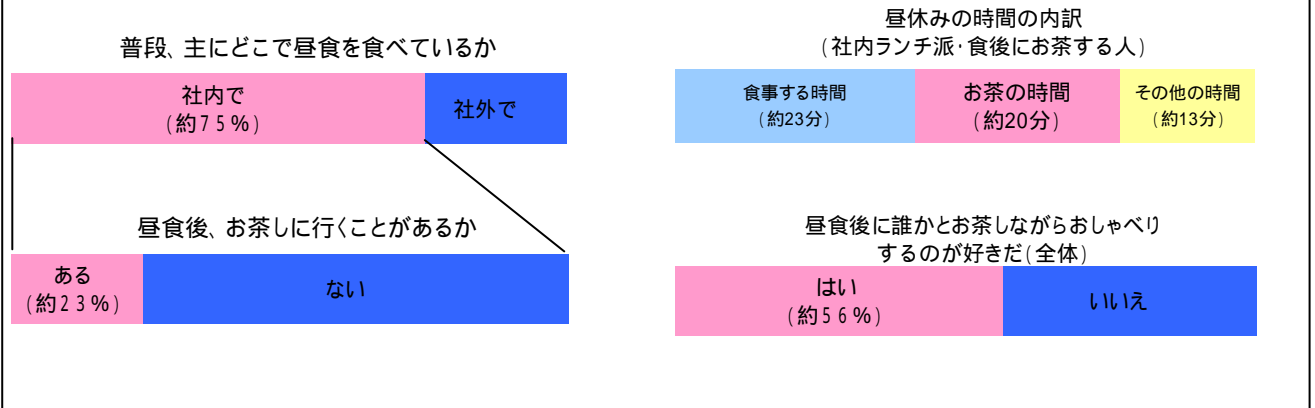 普段、主にどこで昼食を食べているか
社内で
(約75%)
社外で
昼食後、お茶しに行くことがあるか
ある
(約23%)
ない
昼休みの時間の内訳
(社内ランチ派・食後にお茶する人)
食事する時間
(約23分)
お茶の時間
(約20分)
その他の時間
(約13分)
昼食後に誰かとお茶しながらおしゃべり
するのが好きだ(全体)
はい
(約56%)
いいえ